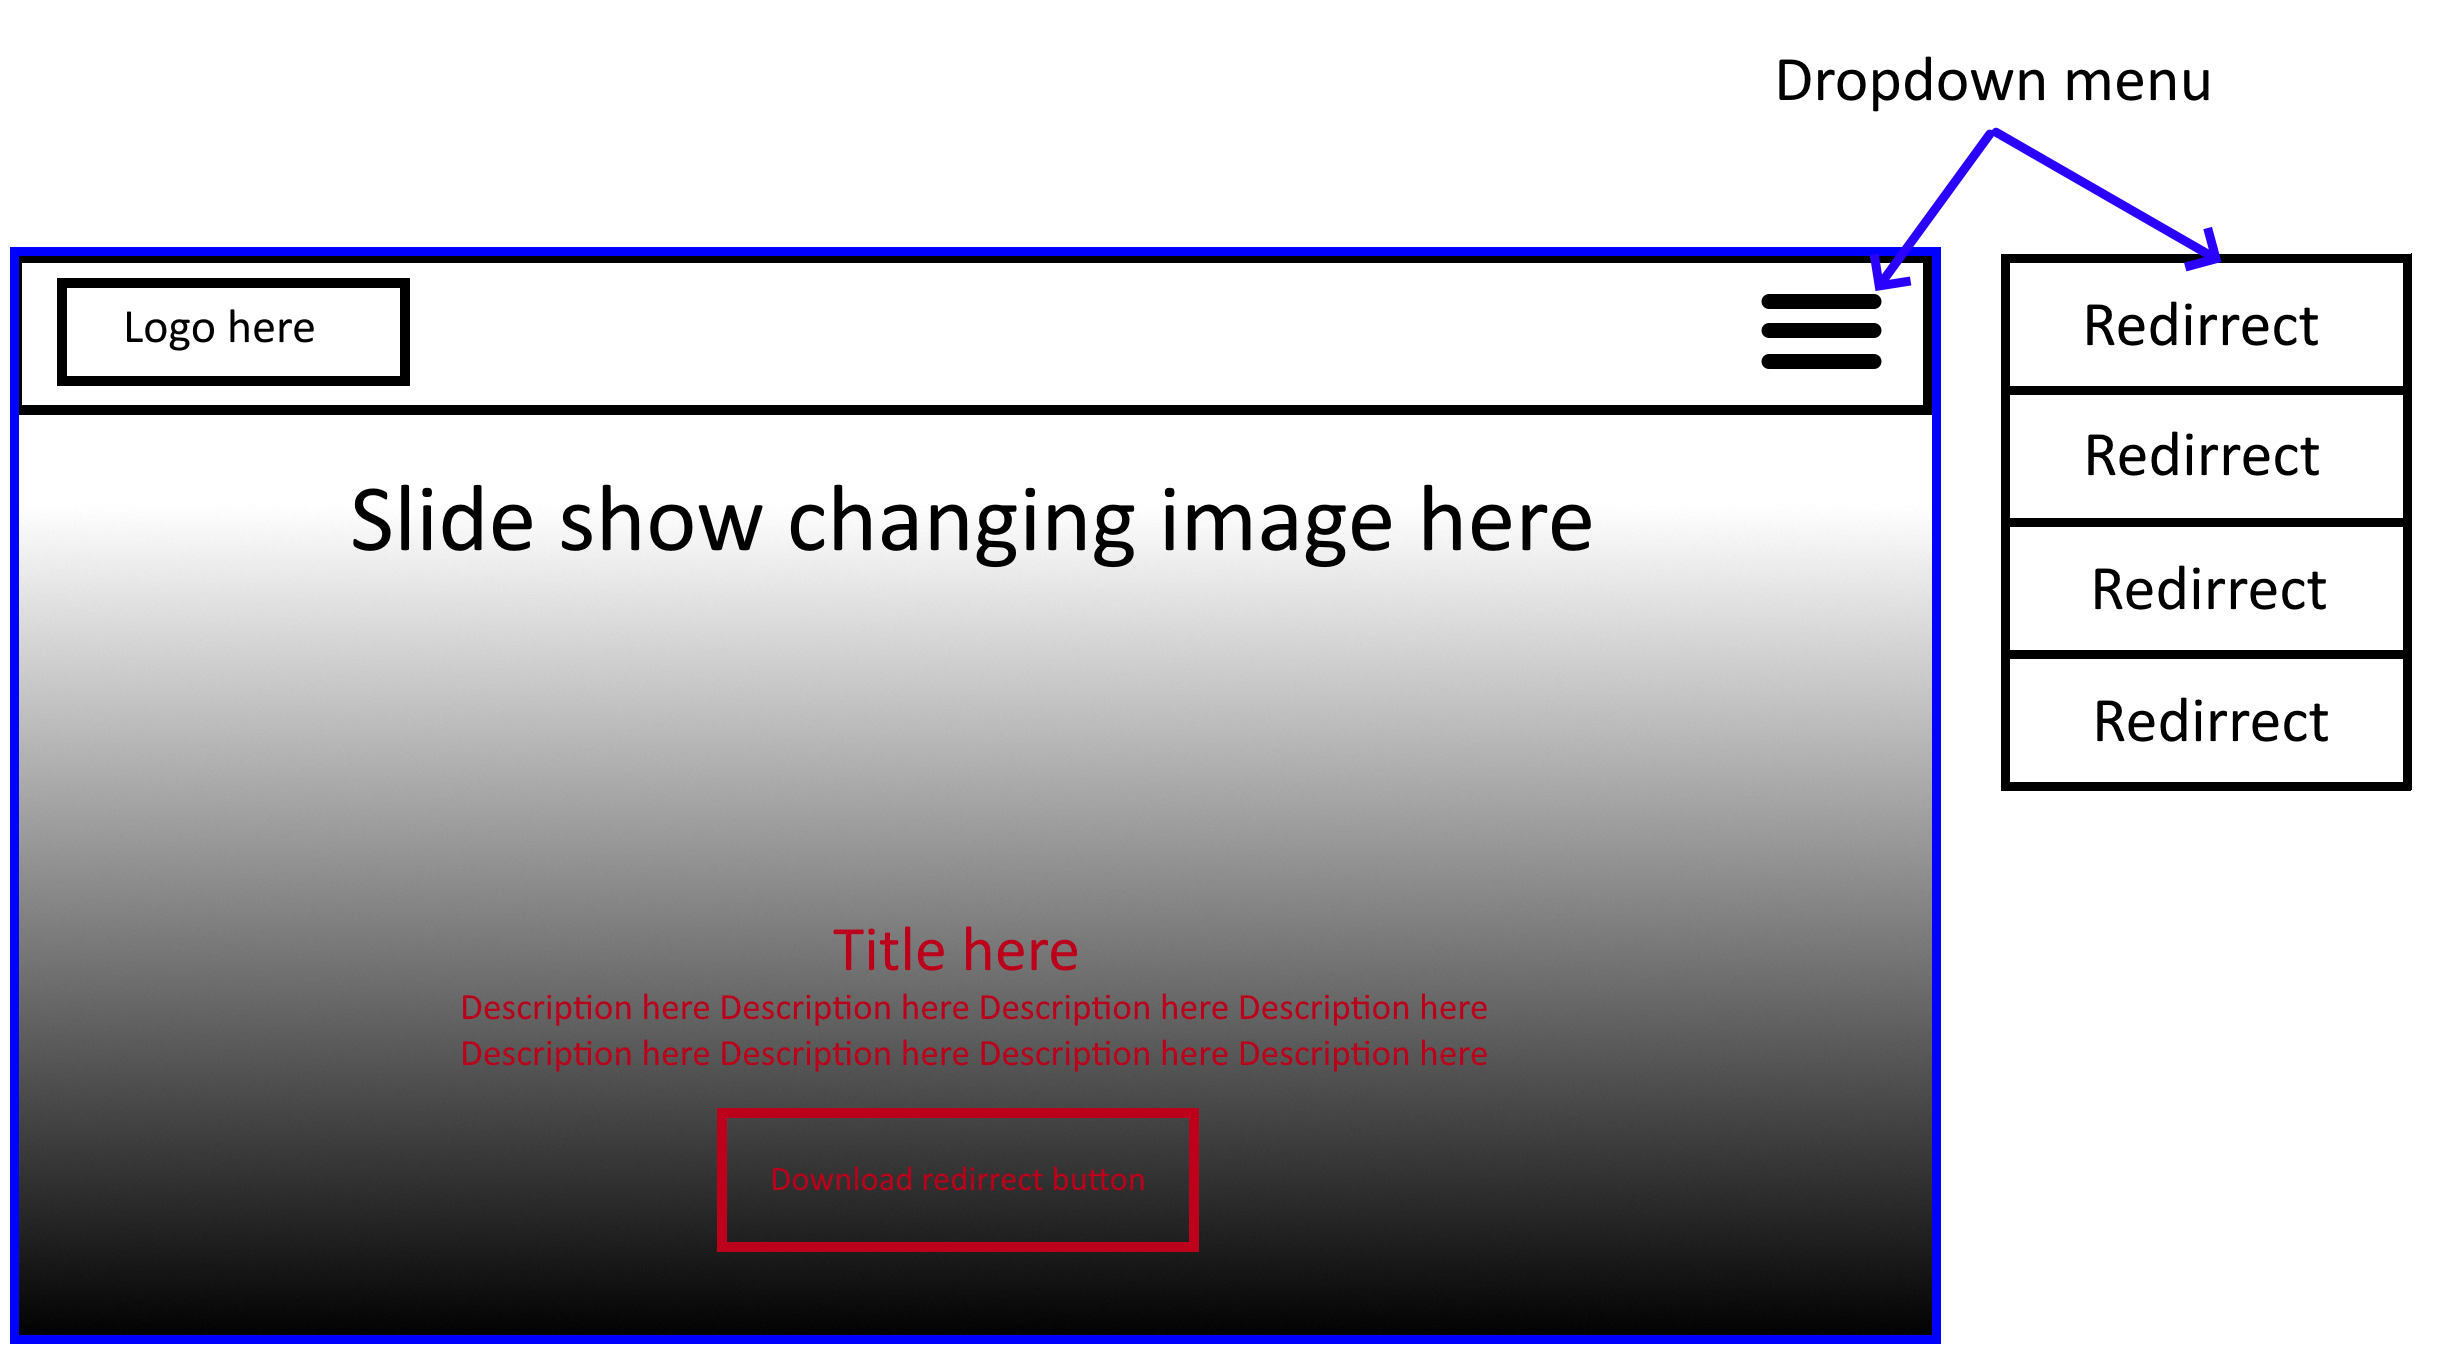 Dropdown menu
Logo here
Slide show changing image here
Title here
Description here Description here Description here Description here
Description here Description here Description here Description here
Download redirrect button
Redirrect
Redirrect
Redirrect
Redirrect